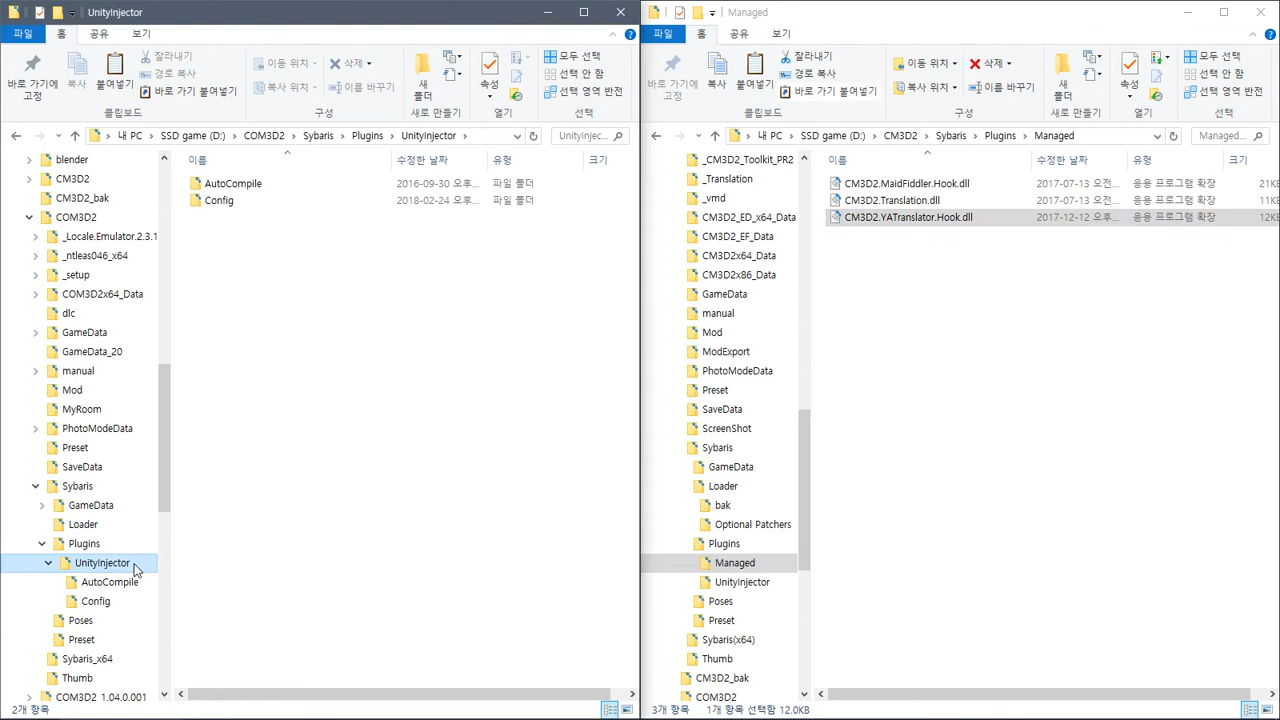 UnityInjector
파일
홈
공유
보기
바로 가기에
고정
복사
붙여넣기
잘라내기
경로 복사
바로 가기 붙여넣기
클립보드
이동 위치
복사 위치
삭제
이름 바꾸기
구성
새
폴더
새로 만들기
속성
열기
모두 선택
선택 안 함
선택 영역 반전
선택
내 PC > SSD game (D:) > COM3D2 > Sybaris > Plugins > UnityInjector >
UnityInjec...
blender
CM3D2
CM3D2_bak
COM3D2
_Locale.Emulator.2.3.1
_ntleas046_x64
_setup
COM3D2x64_Data
dlc
GameData
GameData_20
manual
Mod
MyRoom
PhotoModeData
Preset
SaveData
Sybaris
GameData
Loader
Plugins
UnityInjector
AutoCompile
Config
Poses
Preset
Sybaris_x64
Thumb
COM3D2_1.04.0.001
이름 수정한 날짜 유형 크기
AutoCompile 2016-09-30 오후... 파일 폴더
Config 2018-02-24 오후... 파일 폴더
2개 항목
Managed
파일
홈
공유
보기
바로 가기에
고정
복사
붙여넣기
잘라내기
경로 복사
바로 가기 붙여넣기
클립보드
이동 위치
복사 위치
삭제
이름 바꾸기
구성
새
폴더
새로 만들기
속성
열기
모두 선택
선택 안 함
선택 영역 반전
선택
내 PC > SSD game (D:) > CM3D2 > Sybaris > Plugins > Managed
Managed...
_CM3D2_Toolkit_PR2
_Translation
_vmd
CM3D2_ED_x64_Data
CM3D2_EF_Data
CM3D2x64_Data
CM3D2x86_Data
GameData
manual
Mod
ModExport
PhotoModeData
Preset
SaveData
ScreenShot
Sybaris
GameData
Loader
bak
Optional Patchers
Plugins
Managed
UnityInjector
Poses
Preset
Sybaris(x64)
Thumb
CM3D2_bak
COM3D2
이름 수정한 날짜 유형 크기
CM3D2.MaidFiddler.Hook.dll 2017-07-13 오전... 응용 프로그램 확장 21K
CM3D2.Translation.dll 2017-07-13 오전... 응용 프로그램 확장 11K
CM3D2.YATranslator.Hook.dll 2017-12-12 오후... 응용 프로그램 확장 12K
3개 항목 1개 항목 선택함 12.0KB